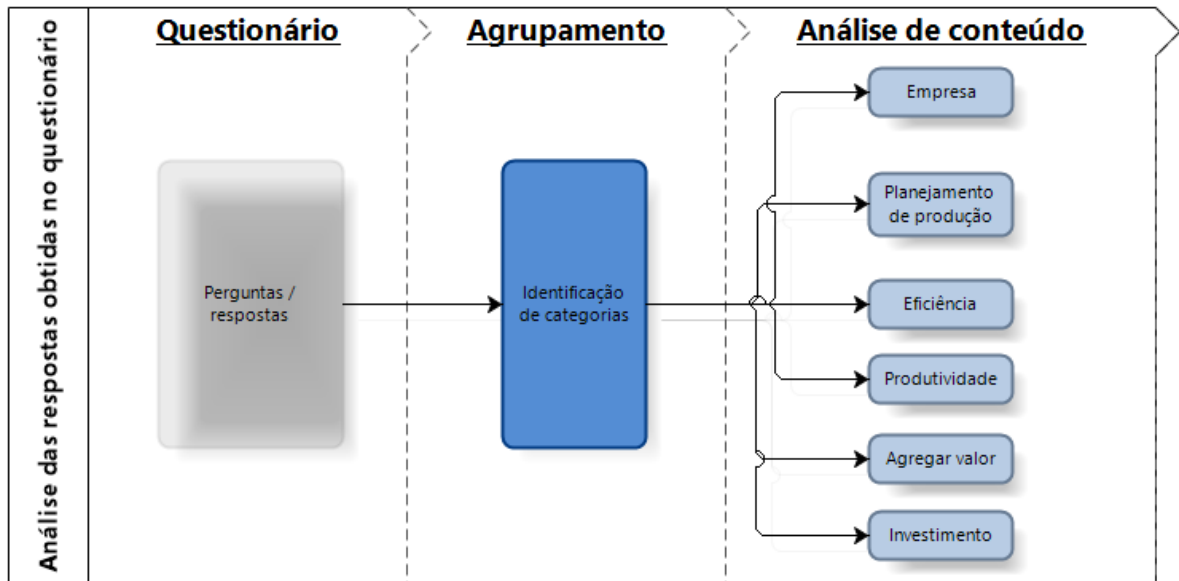 Análise das respostas obtidas no questionário
Questionário
Agrupamento
Análise de conteúdo
Perguntas /
respostas
Identificação
de categorias
Empresa
Planejamento
de produção
Eficiência
Produtividade
Agregar valor
Investimento